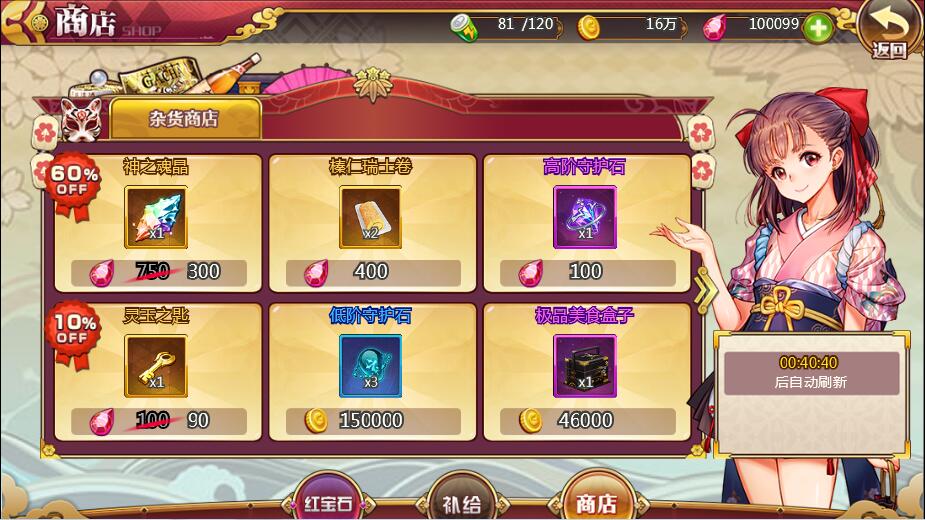 商店 SHOP
81 /120
16万
100099
返回
GACHA
杂货商店
60% OFF
神之魂晶
x1
750 300
榛仁瑞士卷
x2
400
高阶守护石
x1
100
10% OFF
灵玉之匙
x1
100 90
低阶守护石
x3
150000
极品美食盒子
x1
46000
00:40:40
后自动刷新
红宝石
补给
商店